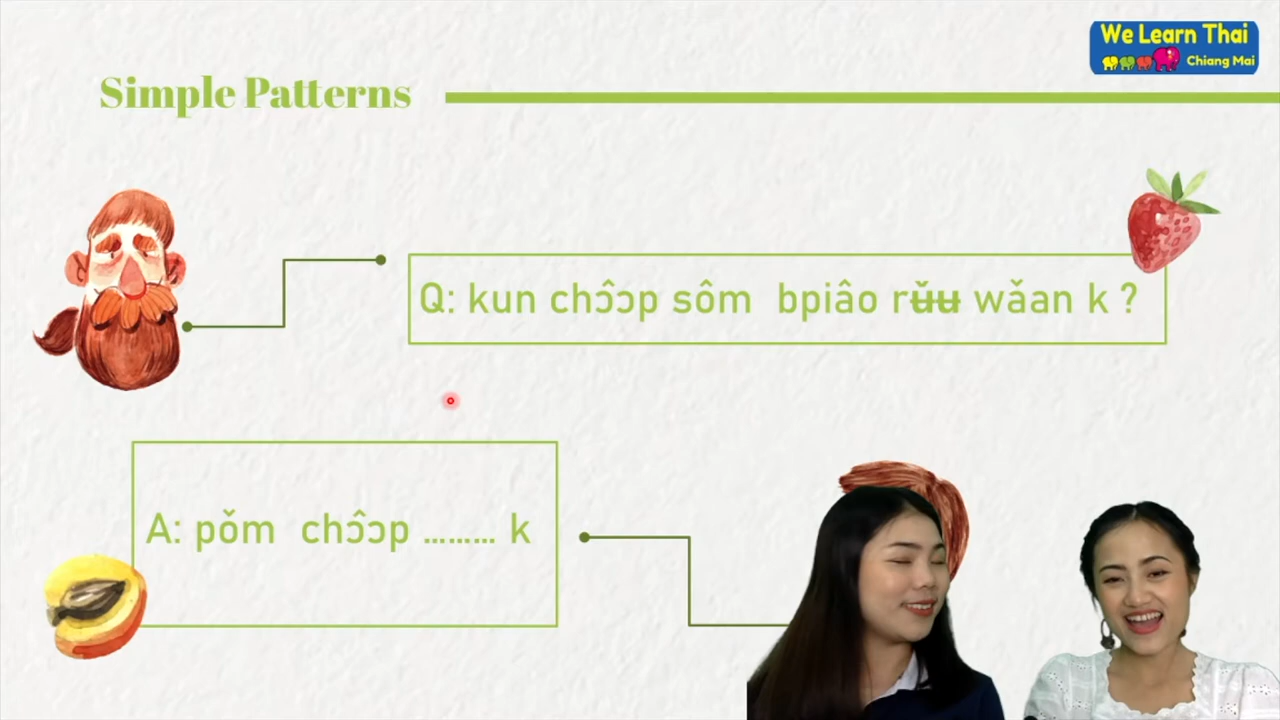 We Learn Thai
Chiang Mai
Simple Patterns
Q: kun chɔ̂ɔp sôm bpiâo rʉ̌ʉ wǎan k ?
A: pǒm chɔ̂ɔp ……… k